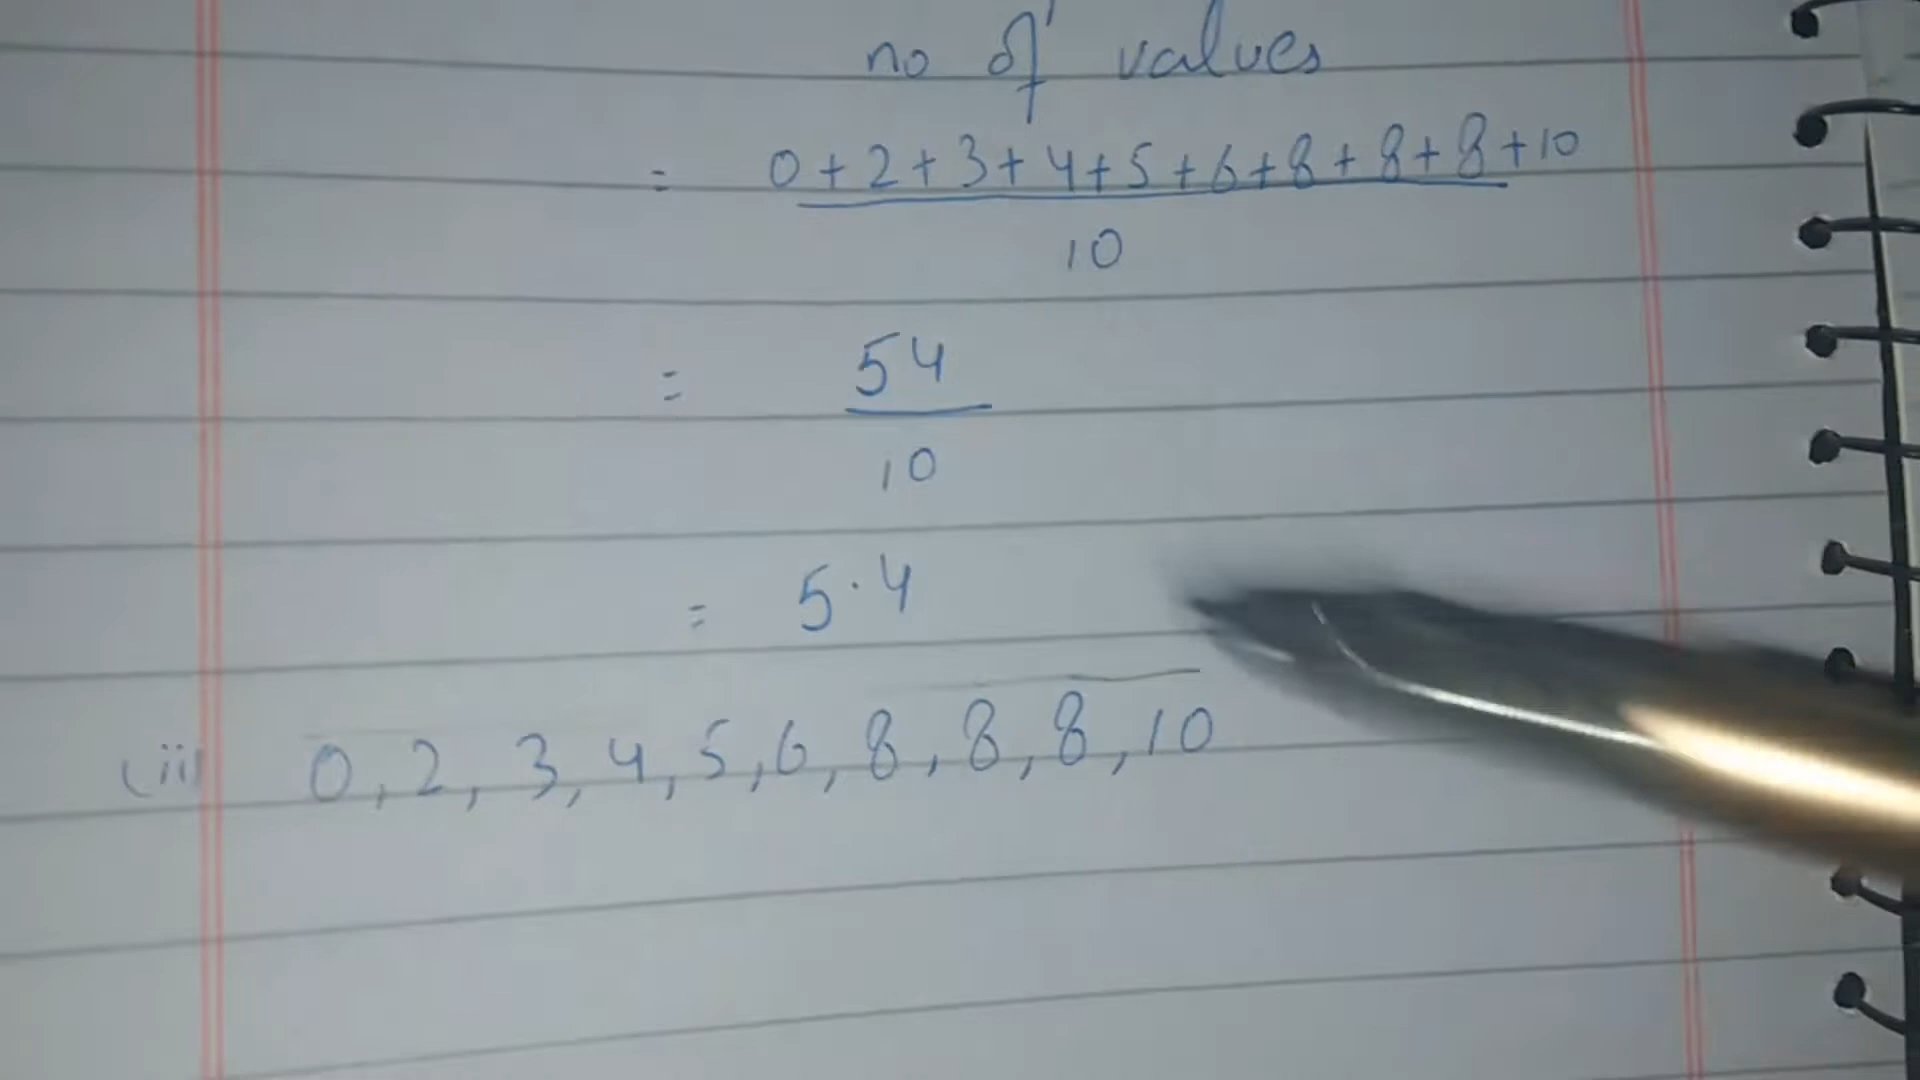 no of values
= 0+2+3+4+5+6+8+8+8+10
10
= 54
10
= 5.4
(ii) 0, 2, 3, 4, 5, 6, 8, 8, 8, 10